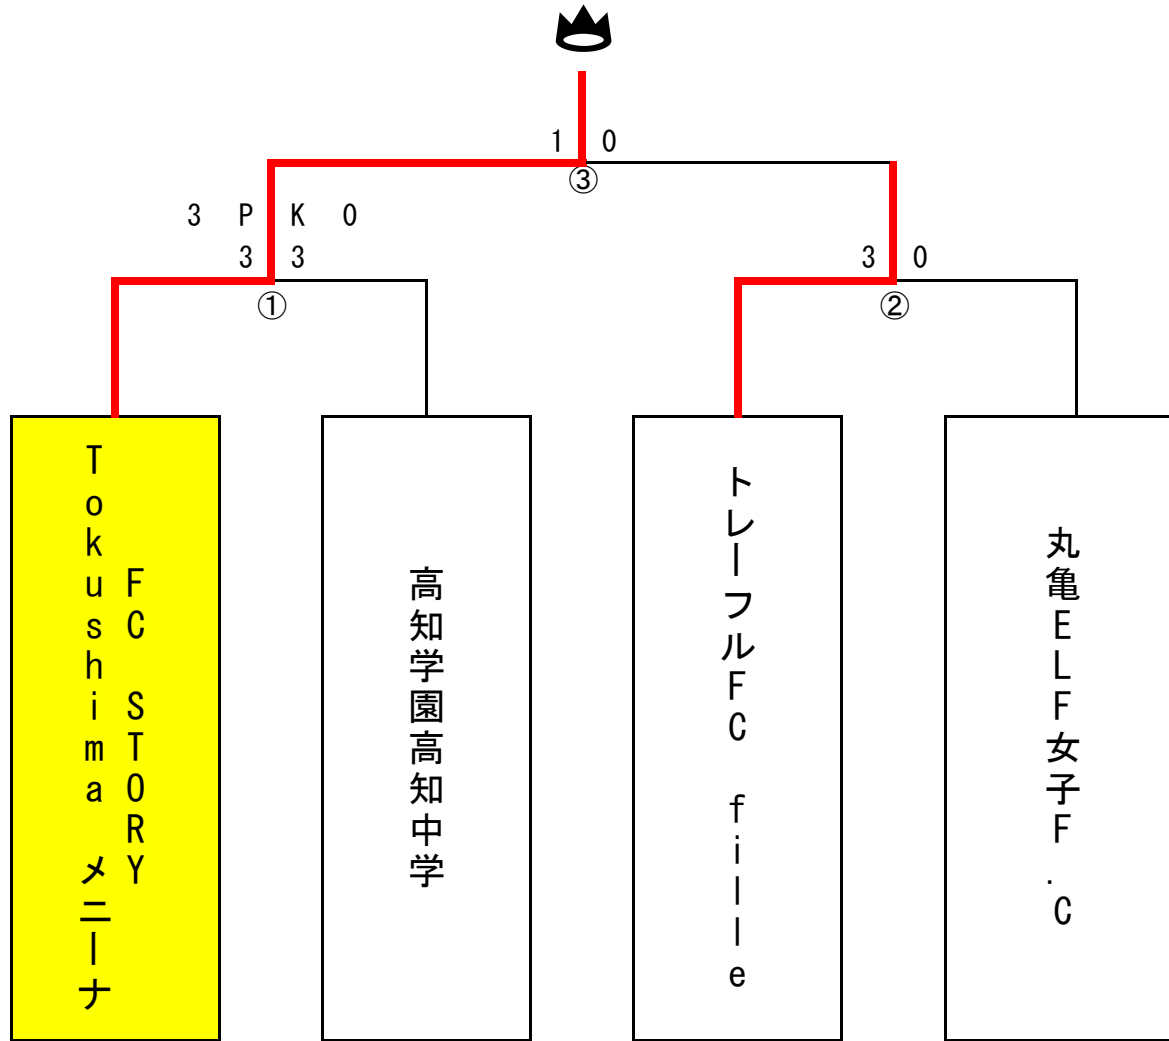 1 0
③
3 PK 0
3 3
3 0
①
②
FC STORY
Tokushima メニーナ
高知学園高知中学
トレーフルFC fille
丸亀ELF女子F.C